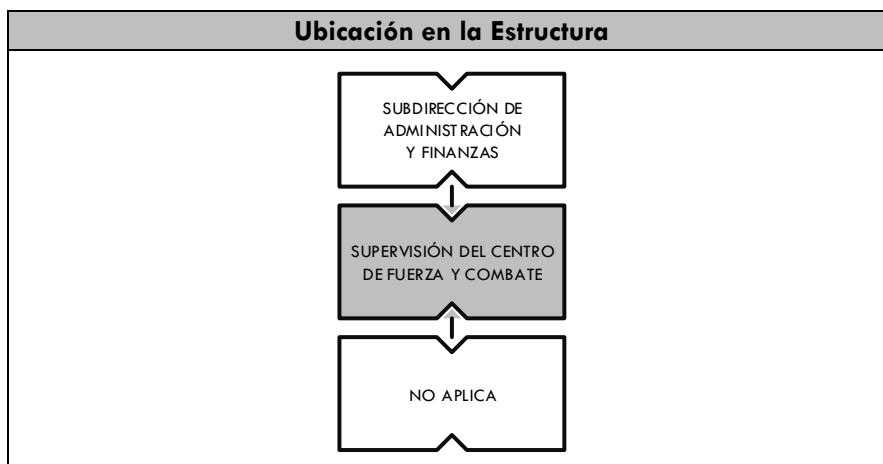 Ubicación en la Estructura
SUBDIRECCIÓN DE
ADMINISTRACIÓN
Y FINANZAS
SUPERVISIÓN DEL CENTRO
DE FUERZA Y COMBATE
NO APLICA